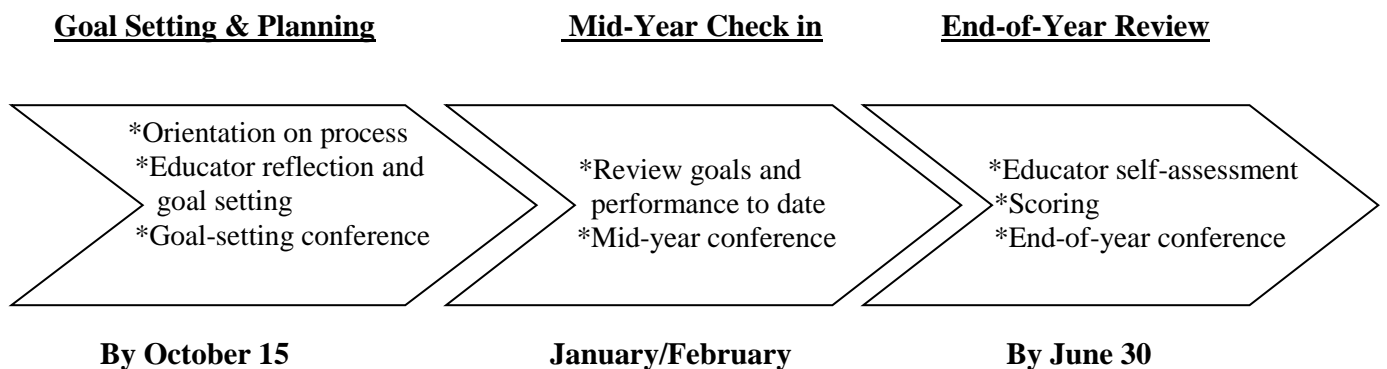 Goal Setting & Planning
Mid-Year Check in
End-of-Year Review
*Orientation on process
*Educator reflection and
goal setting
*Goal-setting conference
*Review goals and
performance to date
*Mid-year conference
*Educator self-assessment
*Scoring
*End-of-year conference
By October 15
January/February
By June 30